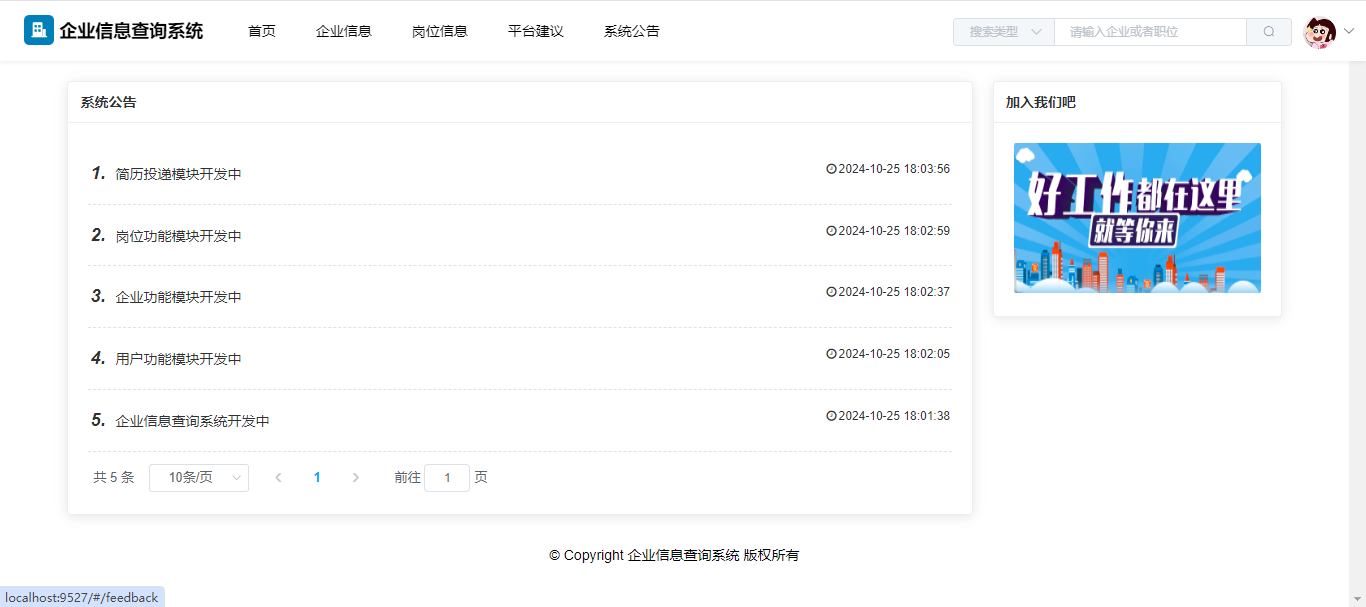 企业信息查询系统 首页 企业信息 岗位信息 平台建议 系统公告 搜索类型 请输入企业或者职位
系统公告
1. 简历投递模块开发中 2024-10-25 18:03:56
2. 岗位功能模块开发中 2024-10-25 18:02:59
3. 企业功能模块开发中 2024-10-25 18:02:37
4. 用户功能模块开发中 2024-10-25 18:02:05
5. 企业信息查询系统开发中 2024-10-25 18:01:38
共 5 条 10条/页 1 前往 1 页
加入我们吧
好工作都在这里
就等你来
© Copyright 企业信息查询系统 版权所有
localhost:9527/#/feedback